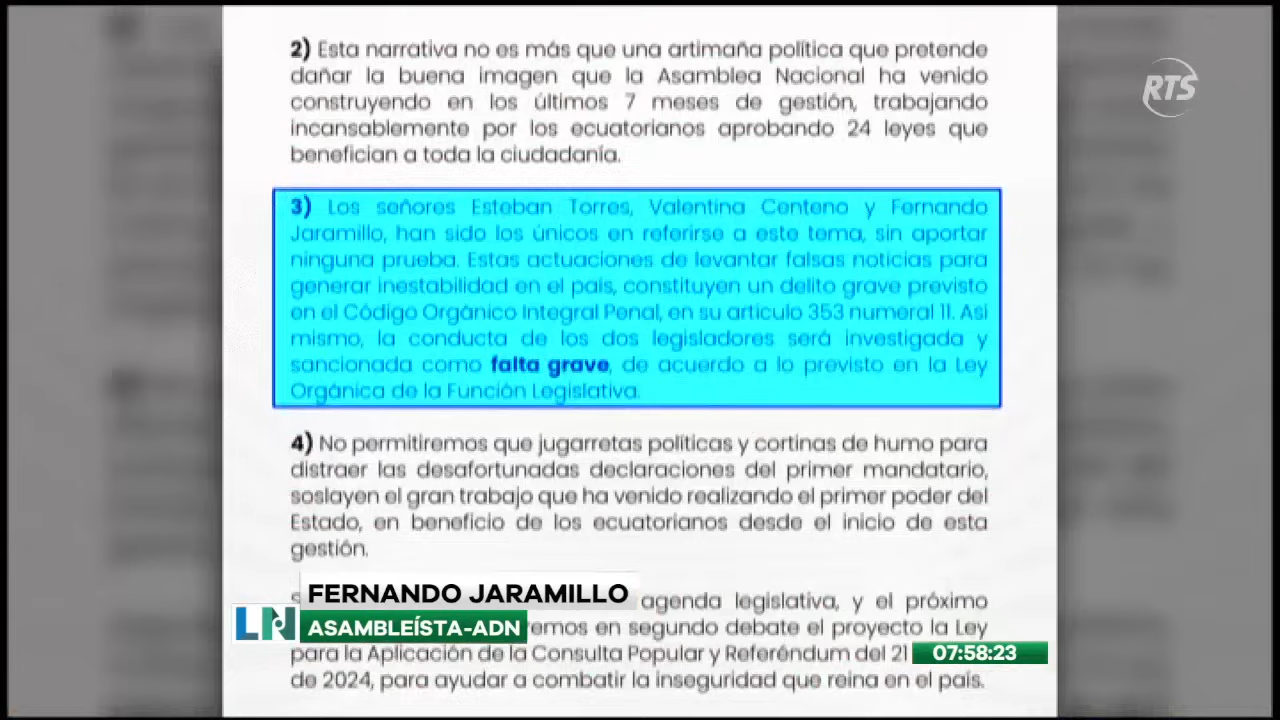 RTS
2) Esta narrativa no es más que una artimaña política que pretende
dañar la buena imagen que la Asamblea Nacional ha venido
construyendo en los últimos 7 meses de gestión, trabajando
incansablemente por los ecuatorianos aprobando 24 leyes que
benefician a toda la ciudadanía.
3) Los señores Esteban Torres, Valentina Centeno y Fernando
Jaramillo, han sido los únicos en referirse a este tema, sin aportar
ninguna prueba. Estas actuaciones de levantar falsas noticias para
generar inestabilidad en el país, constituyen un delito grave previsto
en el Código Orgánico Integral Penal, en su artículo 353 numeral 11. Así
mismo, la conducta de los dos legisladores será investigada y
sancionada como falta grave, de acuerdo a lo previsto en la Ley
Orgánica de la Función Legislativa.
4) No permitiremos que jugarretas políticas y cortinas de humo para
distraer las desafortunadas declaraciones del primer mandatario,
soslayen el gran trabajo que ha venido realizando el primer poder del
Estado, en beneficio de los ecuatorianos desde el inicio de esta
gestión.
agenda legislativa, y el próximo
emos en segundo debate el proyecto la Ley
para la Aplicación de la Consulta Popular y Referéndum del 21
de 2024, para ayudar a combatir la inseguridad que reina en el país.
FERNANDO JARAMILLO
LN
ASAMBLEÍSTA-ADN
07:58:23